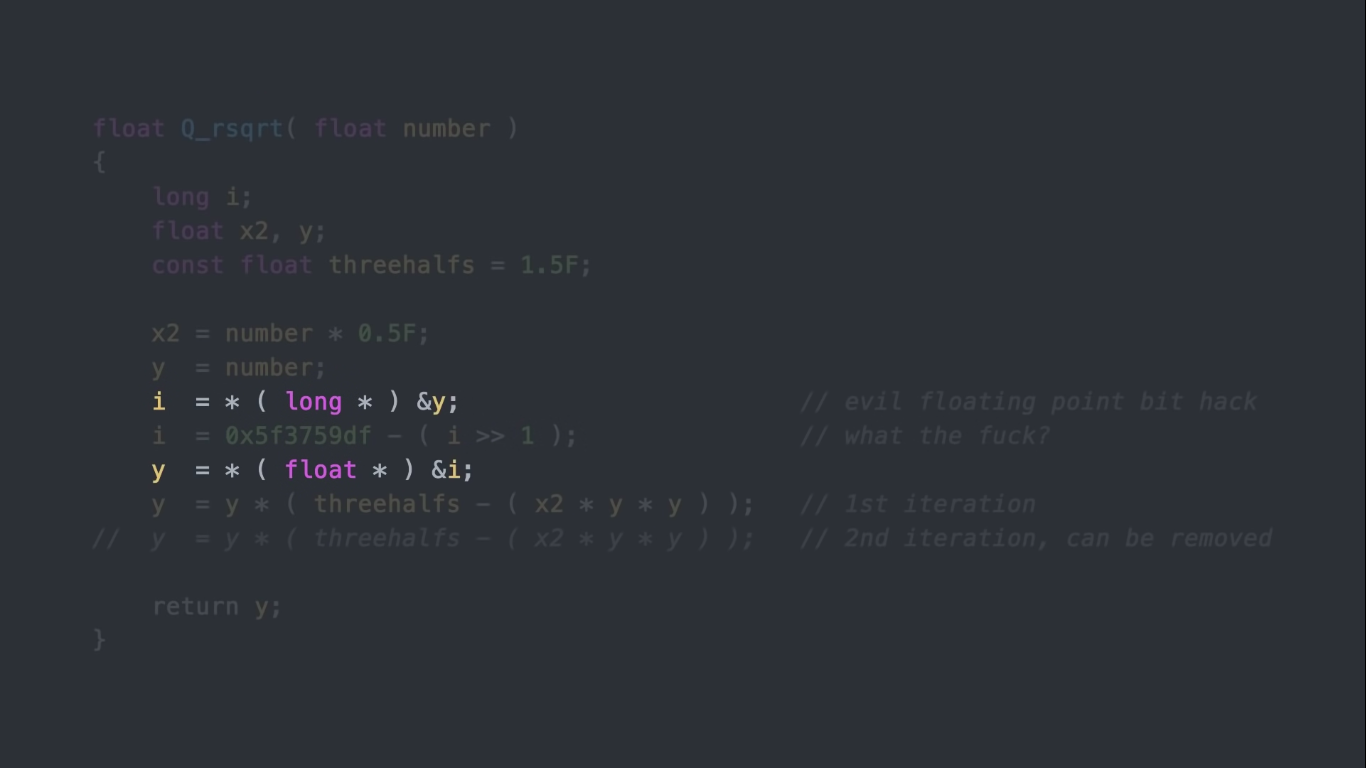 float Q_rsqrt( float number )
{
    long i;
    float x2, y;
    const float threehalfs = 1.5F;

    x2 = number * 0.5F;
    y  = number;
    i  = * ( long * ) &y;                       // evil floating point bit hack
    i  = 0x5f3759df - ( i >> 1 );               // what the fuck?
    y  = * ( float * ) &i;
    y  = y * ( threehalfs - ( x2 * y * y ) );   // 1st iteration
//  y  = y * ( threehalfs - ( x2 * y * y ) );   // 2nd iteration, can be removed

    return y;
}